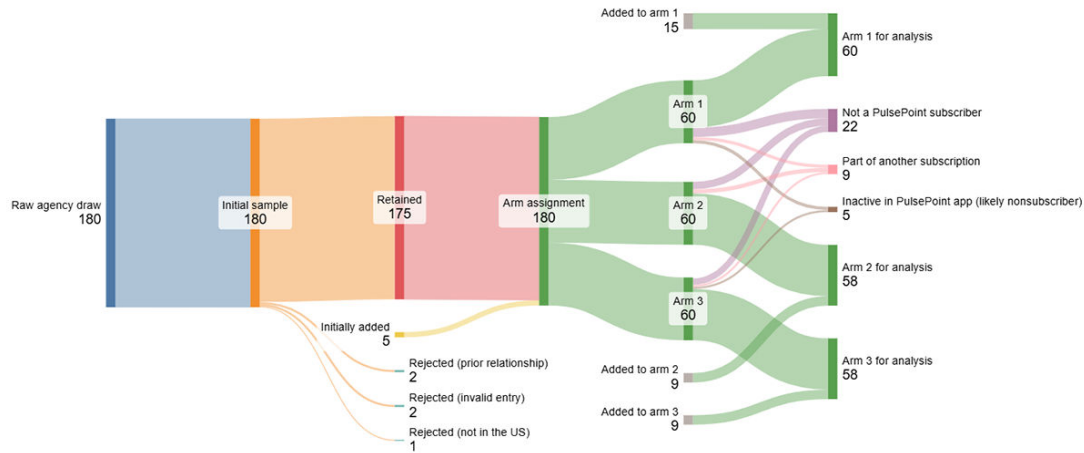 Raw agency draw
180
Initial sample
180
Retained
175
Initially added
5
Rejected (prior relationship)
2
Rejected (invalid entry)
2
Rejected (not in the US)
1
Arm assignment
180
Added to arm 1
15
Arm 1
60
Arm 2
60
Arm 3
60
Added to arm 2
9
Added to arm 3
9
Arm 1 for analysis
60
Not a PulsePoint subscriber
22
Part of another subscription
9
Inactive in PulsePoint app (likely nonsubscriber)
5
Arm 2 for analysis
58
Arm 3 for analysis
58